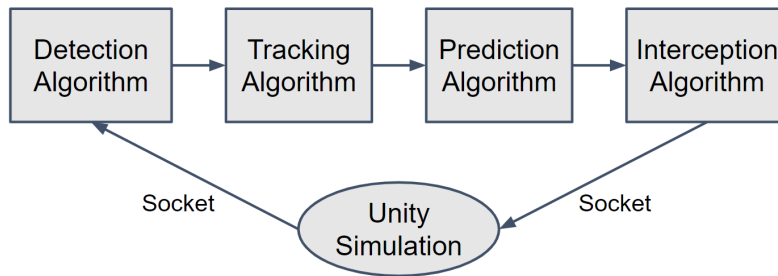 Detection
Algorithm
Tracking
Algorithm
Prediction
Algorithm
Interception
Algorithm
Socket
Unity
Simulation
Socket